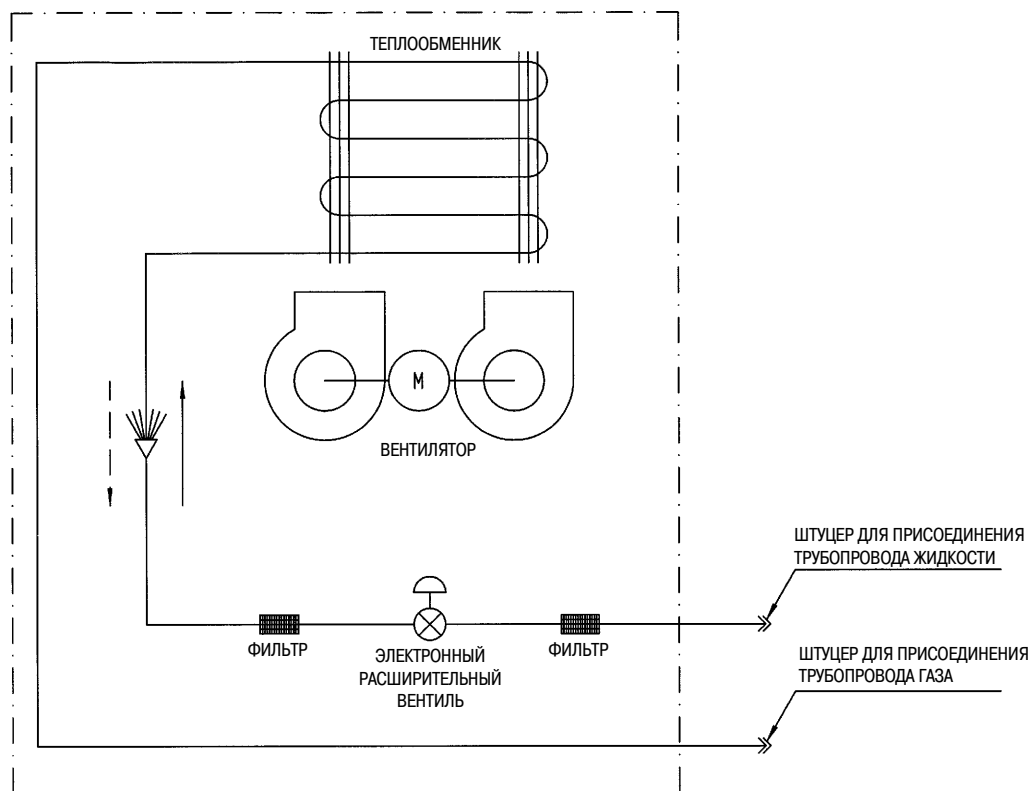 ТЕПЛООБМЕННИК
M
ВЕНТИЛЯТОР
ШТУЦЕР ДЛЯ ПРИСОЕДИНЕНИЯ
ТРУБОПРОВОДА ЖИДКОСТИ
ФИЛЬТР
ЭЛЕКТРОННЫЙ
РАСШИРИТЕЛЬНЫЙ
ВЕНТИЛЬ
ФИЛЬТР
ШТУЦЕР ДЛЯ ПРИСОЕДИНЕНИЯ
ТРУБОПРОВОДА ГАЗА